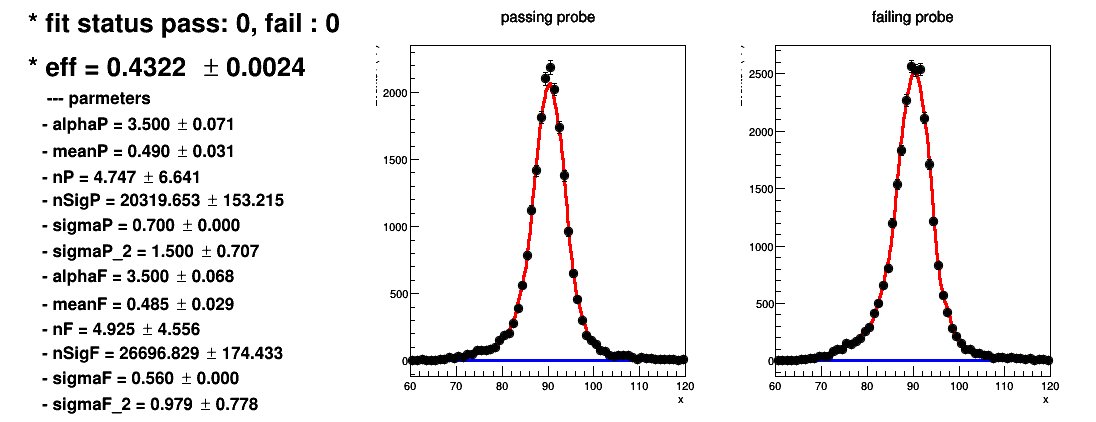 * fit status pass: 0, fail : 0
* eff = 0.4322 ± 0.0024
--- parmeters
- alphaP = 3.500 ± 0.071
- meanP = 0.490 ± 0.031
- nP = 4.747 ± 6.641
- nSigP = 20319.653 ± 153.215
- sigmaP = 0.700 ± 0.000
- sigmaP_2 = 1.500 ± 0.707
- alphaF = 3.500 ± 0.068
- meanF = 0.485 ± 0.029
- nF = 4.925 ± 4.556
- nSigF = 26696.829 ± 174.433
- sigmaF = 0.560 ± 0.000
- sigmaF_2 = 0.979 ± 0.778
passing probe
2000
1500
1000
500
0
60 70 80 90 100 110 120
x
failing probe
2500
2000
1500
1000
500
0
60 70 80 90 100 110 120
x